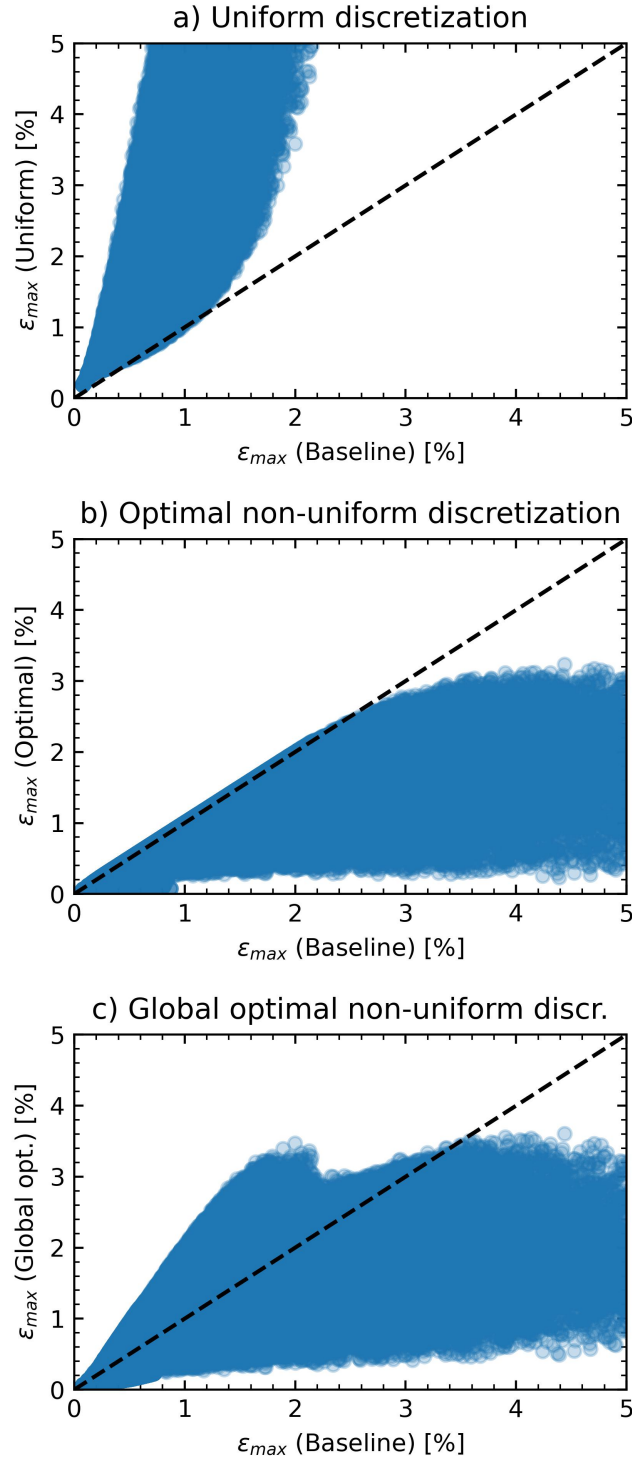 a) Uniform discretization
5
4
3
2
1
0
ε_max (Uniform) [%]
0 1 2 3 4 5
ε_max (Baseline) [%]
b) Optimal non-uniform discretization
5
4
3
2
1
0
ε_max (Optimal) [%]
0 1 2 3 4 5
ε_max (Baseline) [%]
c) Global optimal non-uniform discr.
5
4
3
2
1
0
ε_max (Global opt.) [%]
0 1 2 3 4 5
ε_max (Baseline) [%]